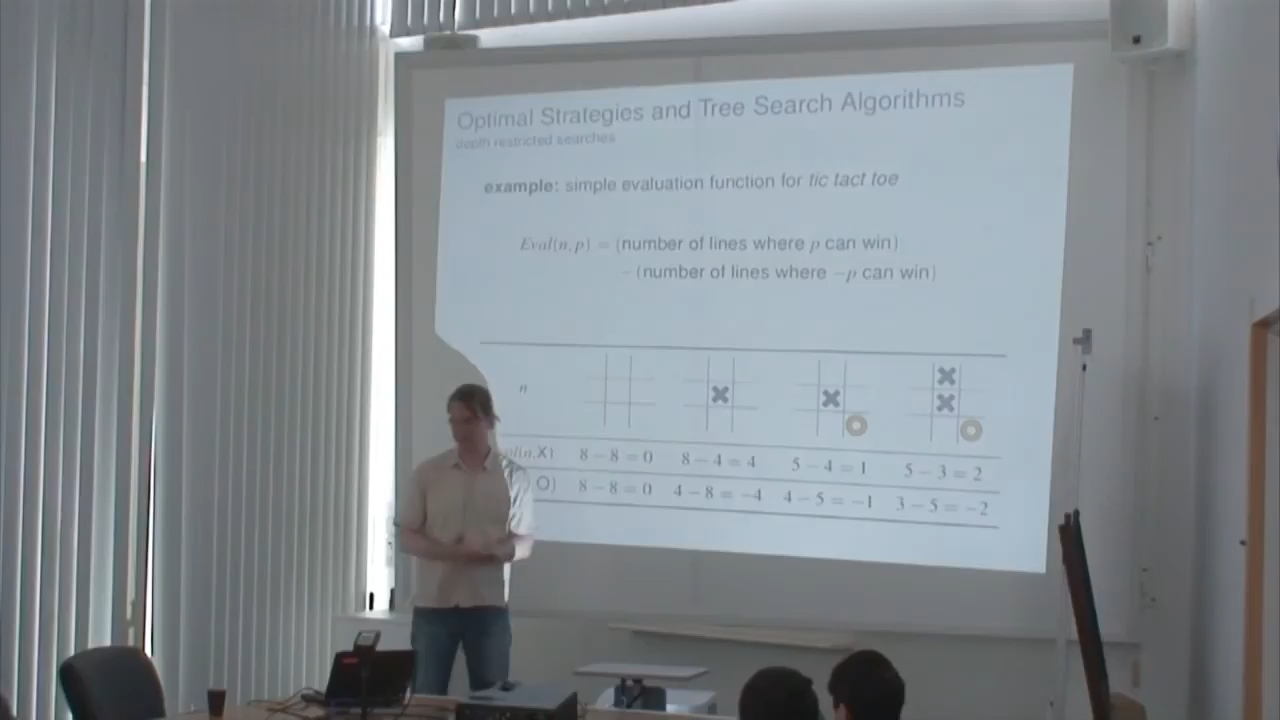 Optimal Strategies and Tree Search Algorithms
depth restricted searches
example: simple evaluation function for tic tact toe
Eval(n, p) = (number of lines where p can win)
− (number of lines where −p can win)
n
X) 8 − 8 = 0 8 − 4 = 4 5 − 4 = 1 5 − 3 = 2
O) 8 − 8 = 0 4 − 8 = −4 4 − 5 = −1 3 − 5 = −2